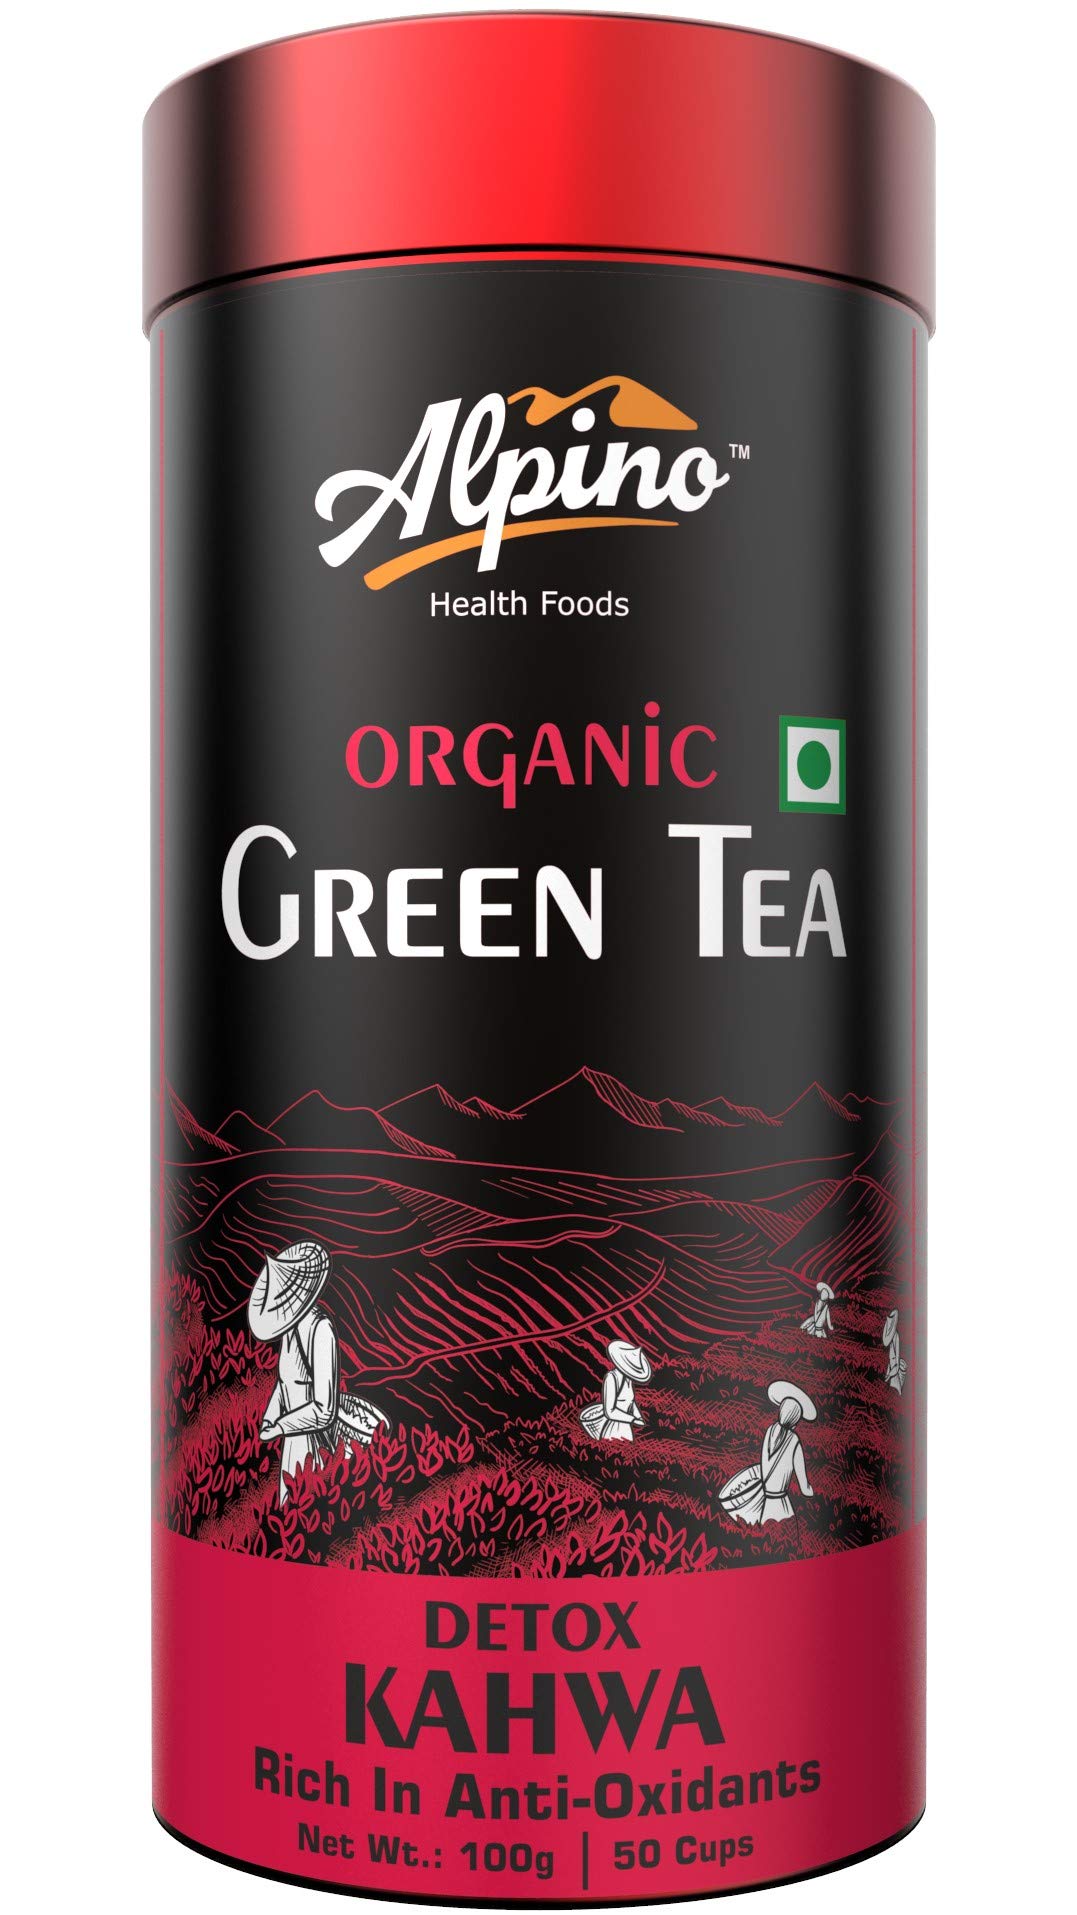 Alpino™
Health Foods
ORGANiC
GREEN TEA
DETOX
KAHWA
Rich In Anti-Oxidants
Net Wt.: 100g | 50 Cups